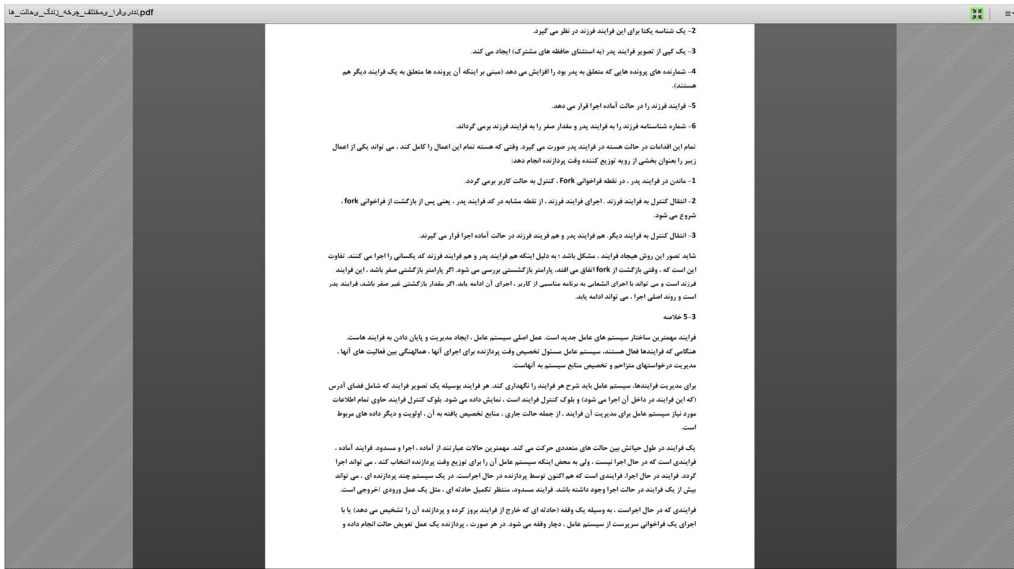 تندری‌قرا_ی‌مختلف_چرخه_زندگ_ی‌حالت_ها.pdf
2- یک شناسه یکتا برای این فرایند فرزند در نظر می گیرد.
3- یک کپی از تصویر فرایند پدر (به استثنای حافظه های مشترک) ایجاد می کند.
4- شمارنده های پرونده هایی که متعلق به پدر بود را افزایش می دهد (مبنی بر اینکه آن پرونده ها متعلق به یک فرایند دیگر هم
هستند).
5- فرایند فرزند را در حالت آماده اجرا قرار می دهد.
6- شماره شناسنامه فرزند را به فرایند پدر و مقدار صفر را به فرایند فرزند برمی گرداند.
تمام این اقدامات در حالت هسته در فرایند پدر صورت می گیرد. وقتی که هسته تمام این اعمال را کامل کند ، می تواند یکی از اعمال
زیر را بعنوان بخشی از رویه توزیع کننده وقت پردازنده انجام دهد:
1- ماندن در فرایند پدر ، در نقطه فراخوانی Fork ، کنترل به حالت کاربر برمی گردد.
2- انتقال کنترل به فرایند فرزند . اجرای فرایند فرزند ، از نقطه مشابه در کد فرایند پدر ، یعنی پس از بازگشت از فراخوانی fork ،
شروع می شود.
3- انتقال کنترل به فرایند دیگر. هم فرایند پدر و هم فریند فرزند در حالت آماده اجرا قرار می گیرند.
شاید تصور این روش هیجاد فرایند ، مشکل باشد ؛ به دلیل اینکه هم فرایند پدر و هم فرایند فرزند کد یکسانی را اجرا می کنند. تفاوت
این است که ، وقتی بازگشت از fork اتفاق می افتد، پارامتر بازگشستی بررسی می شود. اگر پارامتر بازگشتی صفر باشد ، این فرایند
فرزند است و می تواند با اجرای انشعابی به برنامه مناسبی از کاربر ، اجرای آن ادامه یابد. اگر مقدار بازگشتی غیر صفر باشد، فرایند پدر
است و روند اصلی اجرا ، می تواند ادامه یابد.
5-3 خلاصه
فرایند مهمترین ساختار سیستم های عامل جدید است. عمل اصلی سیستم عامل ، ایجاد مدیریت و پایان دادن به فرایند هاست.
هنگامی که فرایندها فعال هستند، سیستم عامل مسئول تخصیص وقت پردازنده برای اجرای آنها ، همالهنگی بین فعالیت های آنها ،
مدیریت درخواستهای متزاحم و تخصیص منابع سیستم به آنهاست.
برای مدیریت فرایندها، سیستم عامل باید شرح هر فرایند را نگهداری کند. هر فرایند بوسیله یک تصویر فرایند که شامل فضای آدرس
(که این فرایند در داخل آن اجرا می شود) و بلوک کنترل فرایند است ، نمایش داده می شود. بلوک کنترل فرایند حاوی تمام اطلاعات
مورد نیاز سیستم عامل برای مدیریت آن فرایند ، از جمله حالت جاری ، منابع تخصیص یافته به آن ، اولویت و دیگر داده های مربوط
است.
یک فرایند در طول حیاتش بین حالت های متعددی حرکت می کند. مهمترین حالات عبارتند از آماده ، اجرا و مسدود. فرایند آماده ،
فرایندی است که در حال اجرا نیست ، ولی به محض اینکه سیستم عامل آن را برای توزیع وقت پردازنده انتخاب کند ، می تواند اجرا
گردد. فرایند در حال اجرا، فرایندی است که هم اکنون توسط پردازنده در حال اجراست. در یک سیستم چند پردازنده ای ، می تواند
بیش از یک فرایند در حالت اجرا وجود داشته باشد. فرایند مسدود، منتظر تکمیل حادثه ای ، مثل یک عمل ورودی /خروجی است.
فرایندی که در حال اجراست ، به وسیله یک وقفه (حادثه ای که خارج از فرایند بروز کرده و پردازنده آن را تشخیص می دهد) یا با
اجرای یک فراخوانی سرپرست از سیستم عامل ، دچار وقفه می شود. در هر صورت ، پردازنده یک عمل تعویض حالت انجام داده و